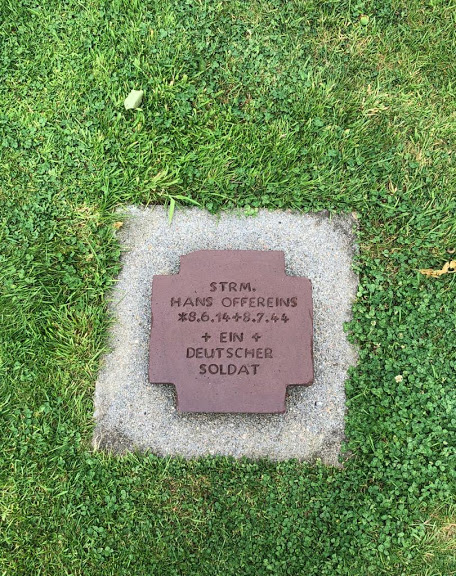 STRM.
HANS OFFEREINS
*8.6.14+8.7.44
+ EIN +
DEUTSCHER
SOLDAT